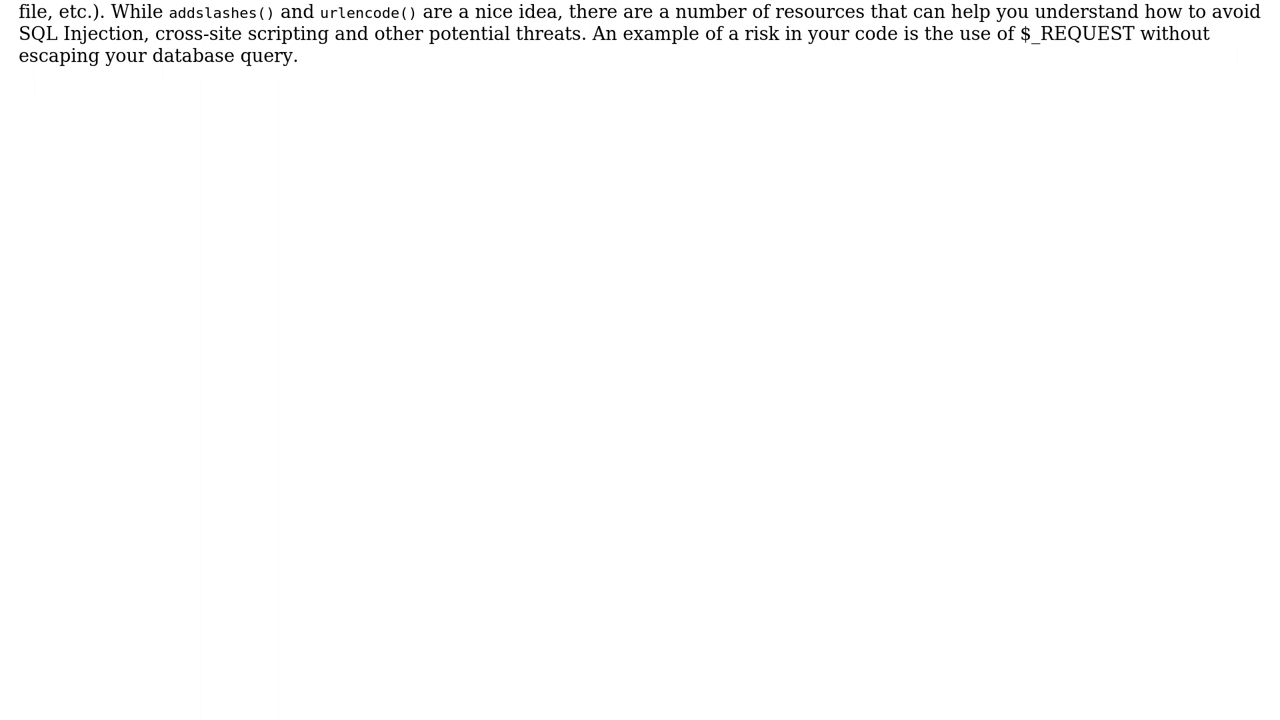 file, etc.). While addslashes() and urlencode() are a nice idea, there are a number of resources that can help you understand how to avoid
SQL Injection, cross-site scripting and other potential threats. An example of a risk in your code is the use of $_REQUEST without
escaping your database query.